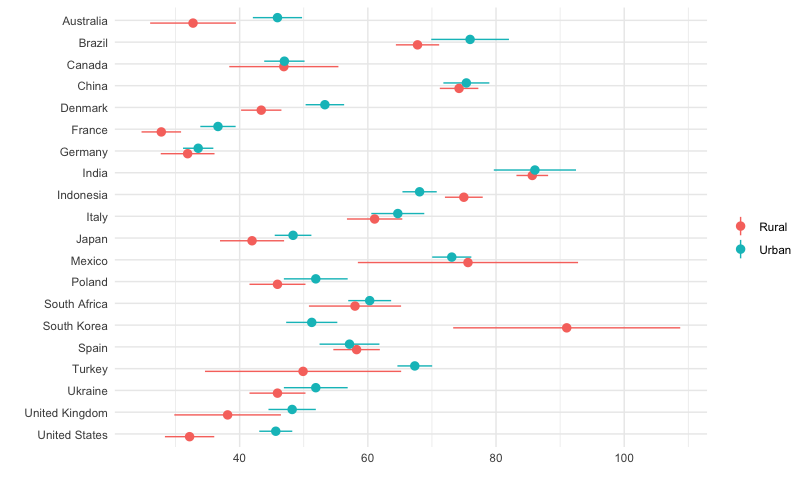 Australia
Brazil
Canada
China
Denmark
France
Germany
India
Indonesia
Italy
Japan
Mexico
Poland
South Africa
South Korea
Spain
Turkey
Ukraine
United Kingdom
United States
40 60 80 100
Rural
Urban